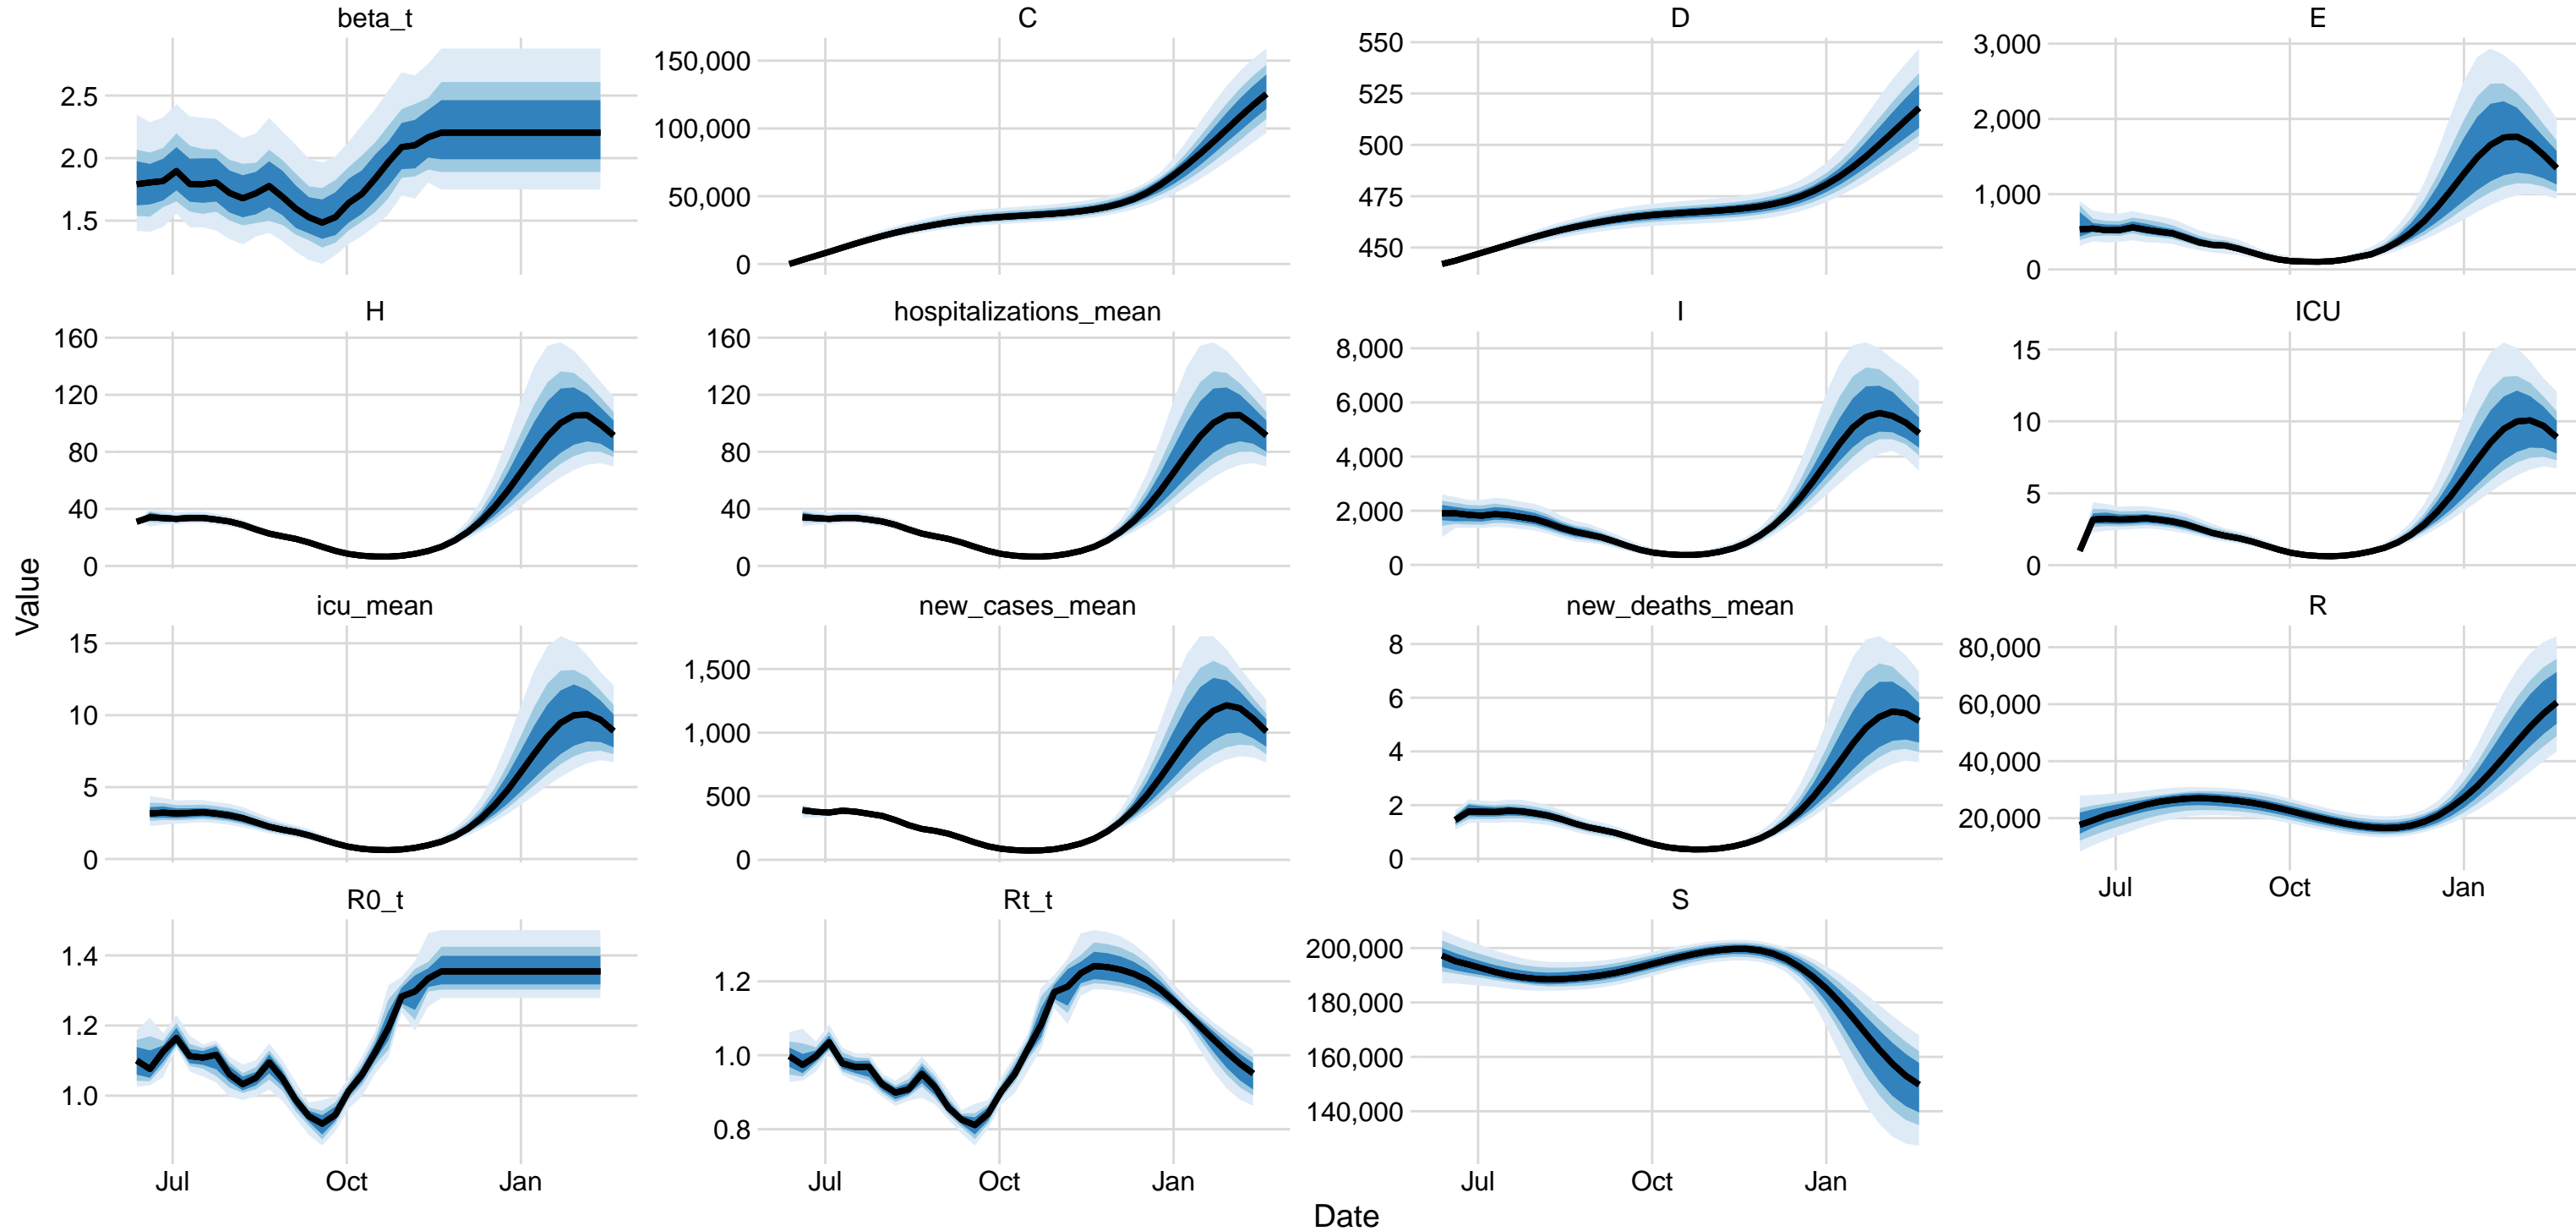 beta_t
C
D
E
2.5
2.0
1.5
150,000
100,000
50,000
0
550
525
500
475
450
3,000
2,000
1,000
0
H
hospitalizations_mean
I
ICU
160
120
80
40
0
160
120
80
40
0
8,000
6,000
4,000
2,000
0
15
10
5
0
icu_mean
new_cases_mean
new_deaths_mean
R
15
10
5
0
1,500
1,000
500
0
8
6
4
2
0
80,000
60,000
40,000
20,000
Jul
Oct
Jan
R0_t
Rt_t
S
1.4
1.2
1.0
1.2
1.0
0.8
200,000
180,000
160,000
140,000
Jul
Oct
Jan
Jul
Oct
Jan
Jul
Oct
Jan
Value
Date